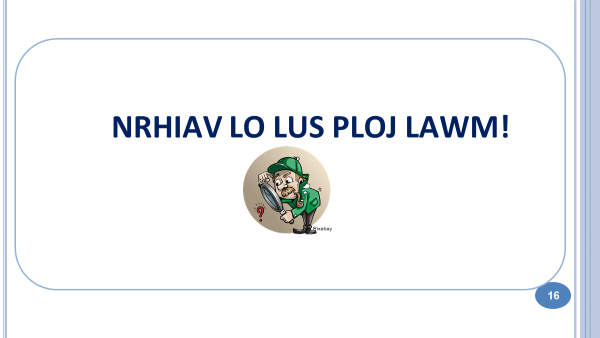 NRHIAV LO LUS PLOJ LAWM!
?
Pixabay
16